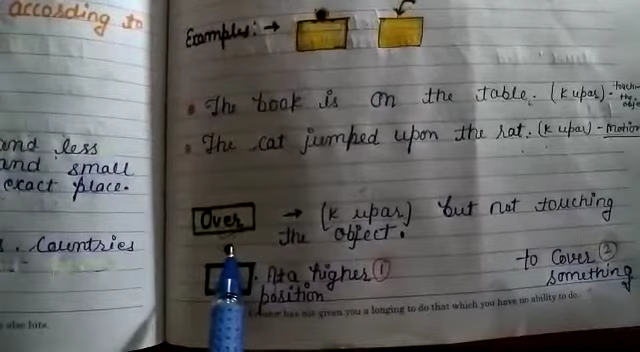 according to
and less
and small
exact place.
s. Countries
Examples: →
• The book is on the table. (k upar) - touch
the
obj
• The cat jumped upon the rat. (k upar) - motion
Over → (k upar) but not touching
the object.
. At a higher ① position
to Cover ②
something
has not given you a longing to do that which you have no ability to do.